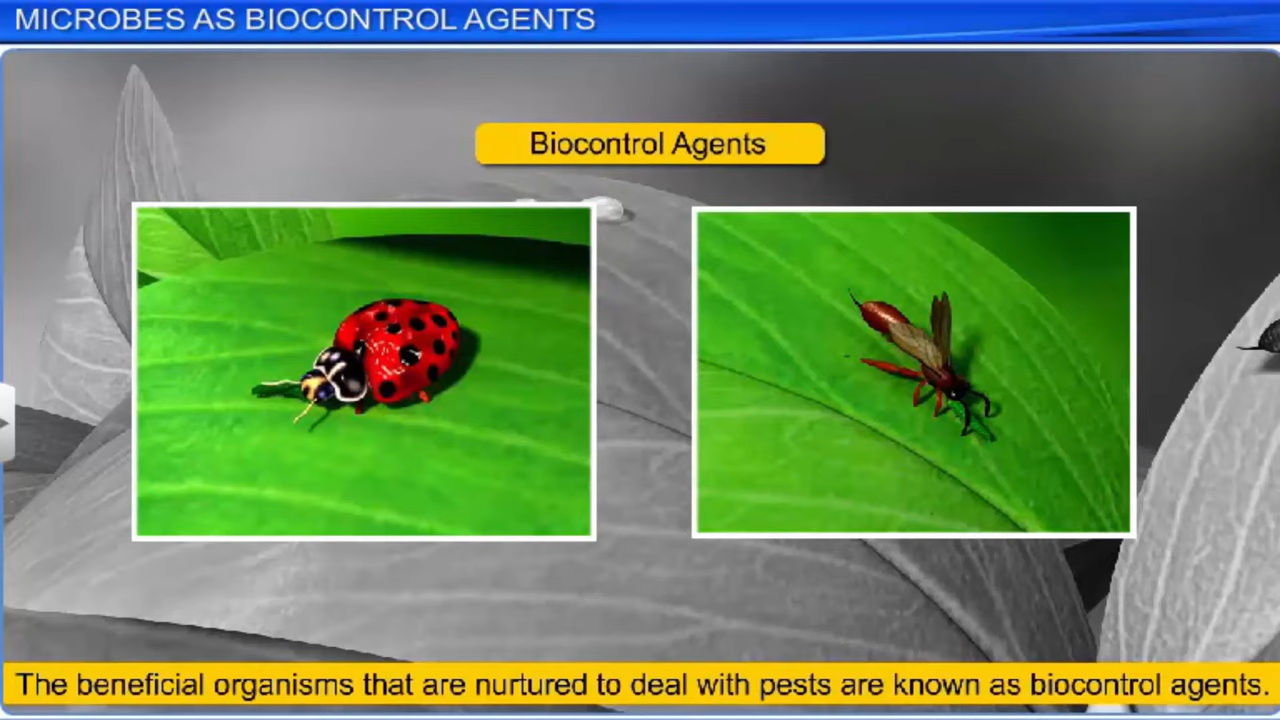 MICROBES AS BIOCONTROL AGENTS
Biocontrol Agents
The beneficial organisms that are nurtured to deal with pests are known as biocontrol agents.